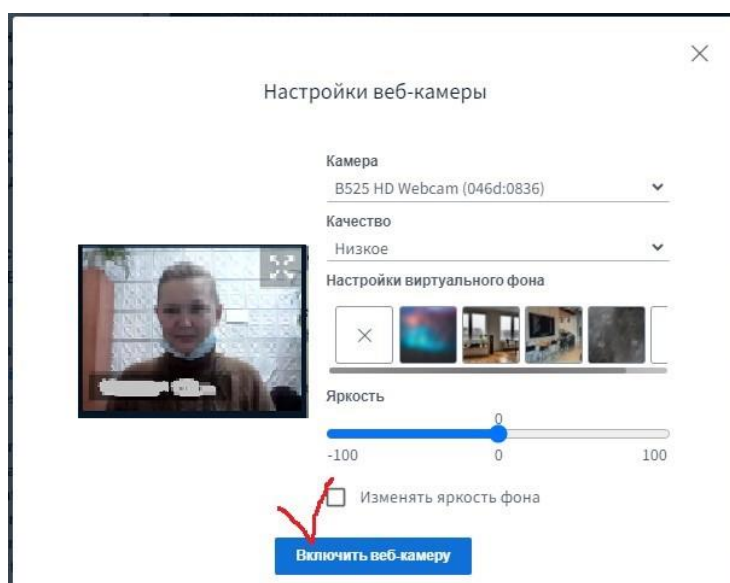 Настройки веб-камеры
Камера
B525 HD Webcam (046d:0836)
Качество
Низкое
Настройки виртуального фона
Яркость
0
-100 0 100
Изменять яркость фона
Включить веб-камеру